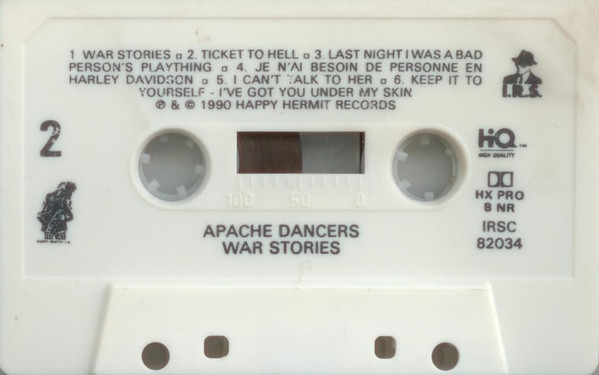 1 WAR STORIES □ 2. TICKET TO HELL □ 3. LAST NIGHT I WAS A BAD
PERSON'S PLAYTHING □ 4. JE N'AI BESOIN DE PERSONNE EN
HARLEY DAVIDSON □ 5. I CAN'T TALK TO HER □ 6. KEEP IT TO
YOURSELF - I'VE GOT YOU UNDER MY SKIN
℗ & © 1990 HAPPY HERMIT RECORDS
I.R.S.
2
HiQ ™
HIGH QUALITY
HX PRO
B NR
IRSC
82034
100 50 0
APACHE DANCERS
WAR STORIES